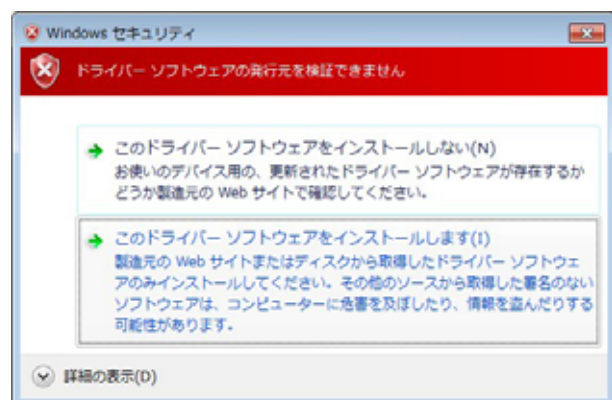 Windows セキュリティ
ドライバー ソフトウェアの発行元を検証できません
このドライバー ソフトウェアをインストールしない(N)
お使いのデバイス用の、更新されたドライバー ソフトウェアが存在するか
どうか製造元の Web サイトで確認してください。
このドライバー ソフトウェアをインストールします(I)
製造元の Web サイトまたはディスクから取得したドライバー ソフトウェ
アのみインストールしてください。その他のソースから取得した署名のない
ソフトウェアは、コンピューターに危害を及ぼしたり、情報を盗んだりする
可能性があります。
詳細の表示(D)